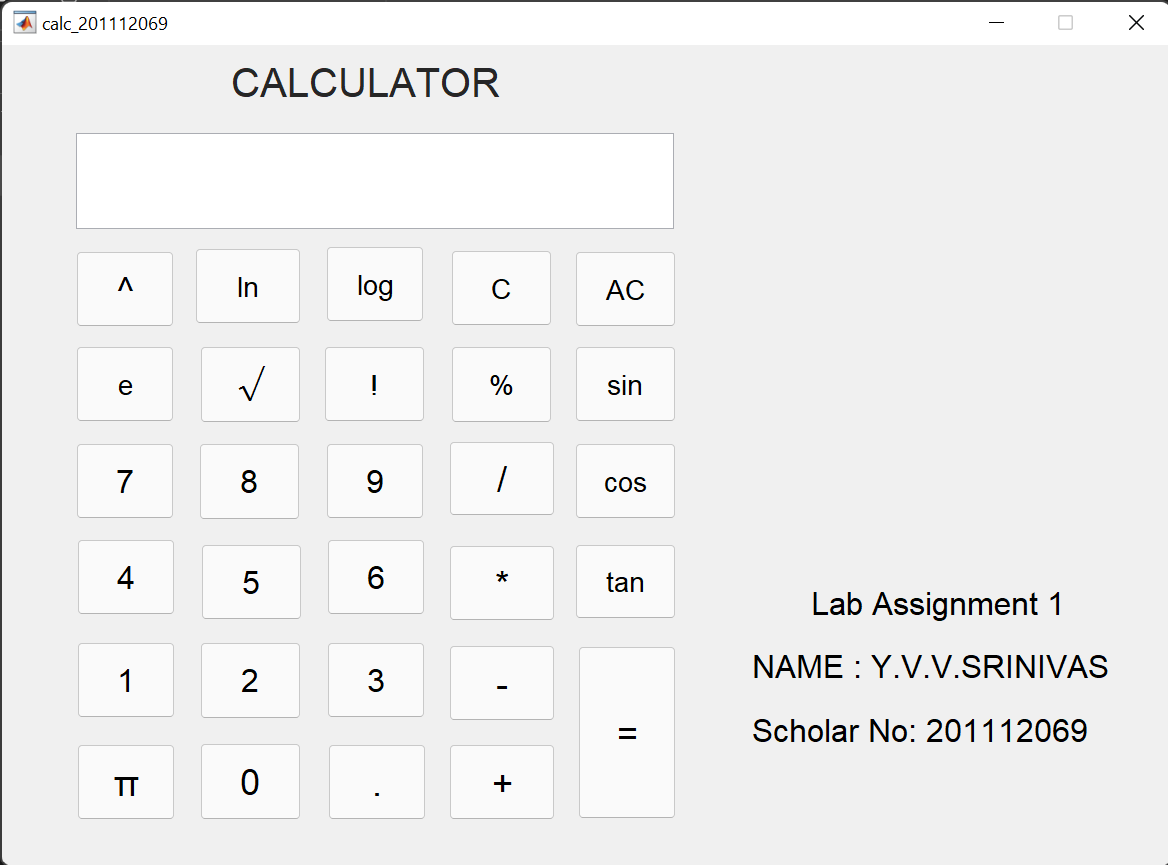 calc_201112069
CALCULATOR
^ ln log C AC
e √ ! % sin
7 8 9 / cos
4 5 6 * tan
1 2 3 -
=
π 0 . +
Lab Assignment 1
NAME : Y.V.V.SRINIVAS
Scholar No: 201112069